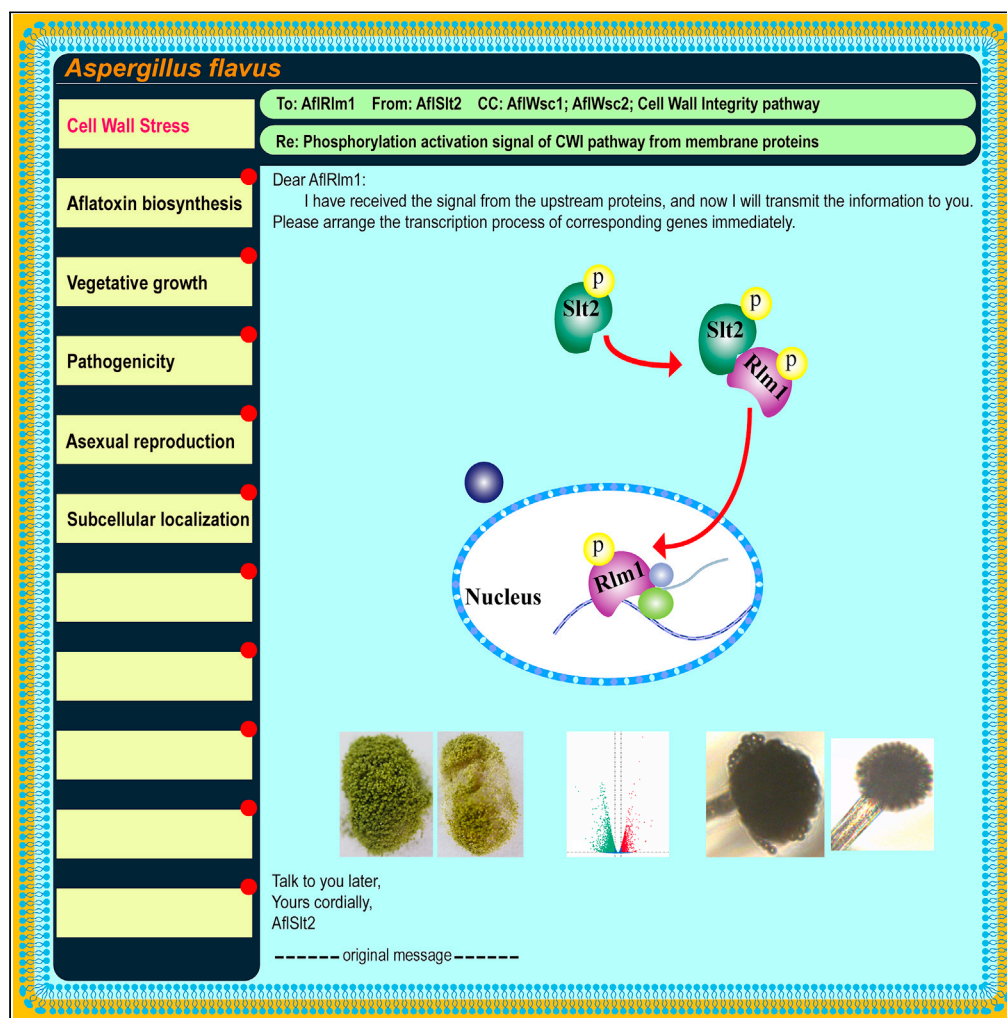 Aspergillus flavus
Cell Wall Stress
To: AflRlm1 From: AflSlt2 CC: AflWsc1; AflWsc2; Cell Wall Integrity pathway
Re: Phosphorylation activation signal of CWI pathway from membrane proteins
Aflatoxin biosynthesis
Vegetative growth
Pathogenicity
Asexual reproduction
Subcellular localization
Dear AflRlm1:
I have received the signal from the upstream proteins, and now I will transmit the information to you.
Please arrange the transcription process of corresponding genes immediately.
p
Slt2
p
Slt2
p
Rlm1
p
Rlm1
Nucleus
Talk to you later,
Yours cordially,
AflSlt2
------ original message ------